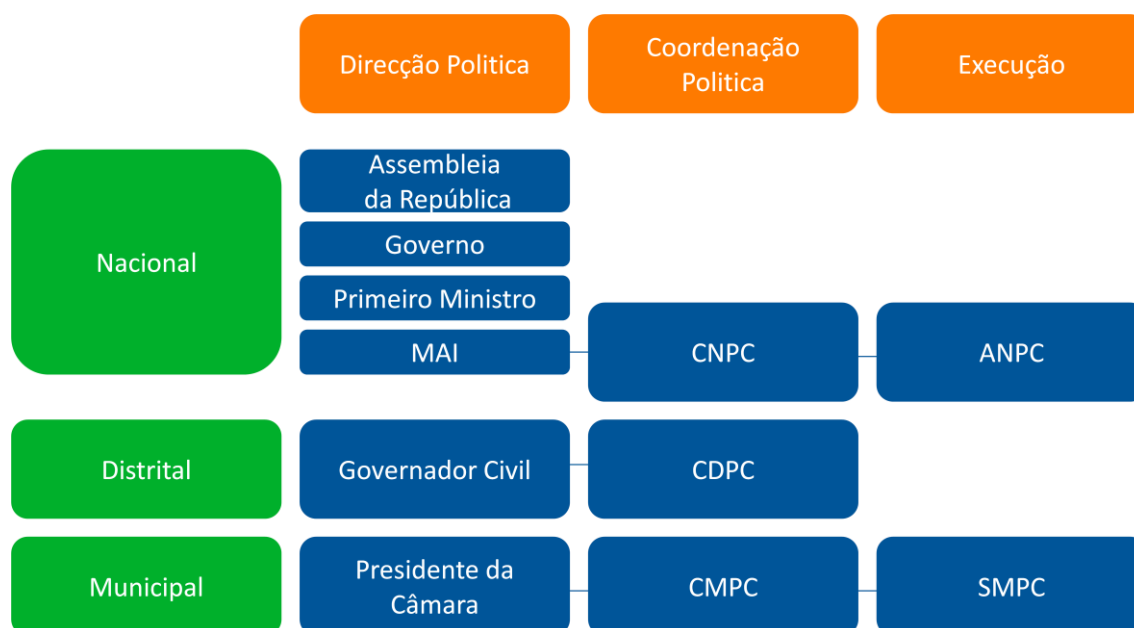 Direcção Politica
Coordenação
Politica
Execução
Nacional
Assembleia
da República
Governo
Primeiro Ministro
MAI
CNPC
ANPC
Distrital
Governador Civil
CDPC
Municipal
Presidente da
Câmara
CMPC
SMPC